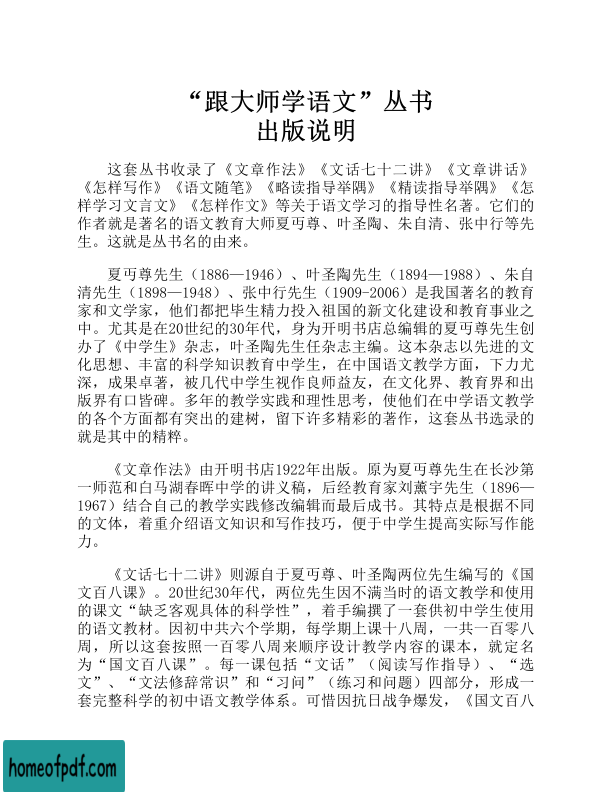 “跟大师学语文”丛书
出版说明
这套丛书收录了《文章作法》《文话七十二讲》《文章讲话》
《怎样写作》《语文随笔》《略读指导举隅》《精读指导举隅》《怎
样学习文言文》《怎样作文》等关于语文学习的指导性名著。它们的
作者就是著名的语文教育大师夏丏尊、叶圣陶、朱自清、张中行等先
生。这就是丛书名的由来。
夏丏尊先生（1886—1946）、叶圣陶先生（1894—1988）、朱自
清先生（1898—1948）、张中行先生（1909-2006）是我国著名的教育
家和文学家，他们都把毕生精力投入祖国的新文化建设和教育事业之
中。尤其是在20世纪的30年代，身为开明书店总编辑的夏丏尊先生创
办了《中学生》杂志，叶圣陶先生任杂志主编。这本杂志以先进的文
化思想、丰富的科学知识教育中学生，在中国语文教学方面，下力尤
深，成果卓著，被几代中学生视作良师益友，在文化界、教育界和出
版界有口皆碑。多年的教学实践和理性思考，使他们在中学语文教学
的各个方面都有突出的建树，留下许多精彩的著作，这套丛书选录的
就是其中的精粹。
《文章作法》由开明书店1922年出版。原为夏丏尊先生在长沙第
一师范和白马湖春晖中学的讲义稿，后经教育家刘薰宇先生（1896—
1967）结合自己的教学实践修改编辑而最后成书。其特点是根据不同
的文体，着重介绍语文知识和写作技巧，便于中学生提高实际写作能
力。
《文话七十二讲》则源自于夏丏尊、叶圣陶两位先生编写的《国
文百八课》。20世纪30年代，两位先生因不满当时的语文教学和使用
的课文“缺乏客观具体的科学性”，着手编撰了一套供初中学生使用
的语文教材。因初中共六个学期，每学期上课十八周，一共一百零八
周，所以这套按照一百零八周来顺序设计教学内容的课本，就定名
为“国文百八课”。每一课包括“文话”（阅读写作指导）、“选
文”、“文法修辞常识”和“习问”（练习和问题）四部分，形成一
套完整科学的初中语文教学体系。可惜因抗日战争爆发，《国文百八
homeofpdf.com